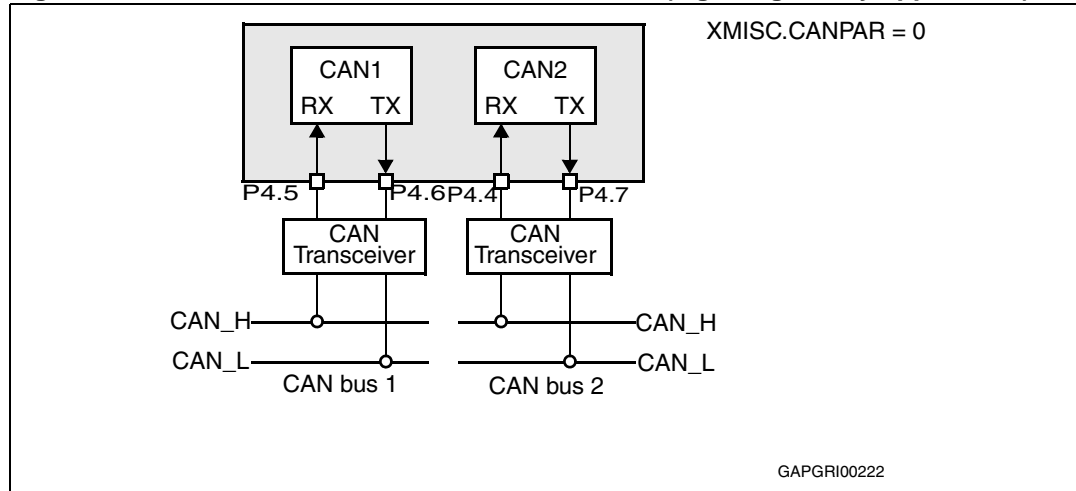 XMISC.CANPAR = 0
CAN1
CAN2
RX TX
RX TX
P4.5
P4.6
P4.4
P4.7
CAN
Transceiver
CAN
Transceiver
CAN_H
CAN_H
CAN_L
CAN_L
CAN bus 1
CAN bus 2
GAPGRI00222